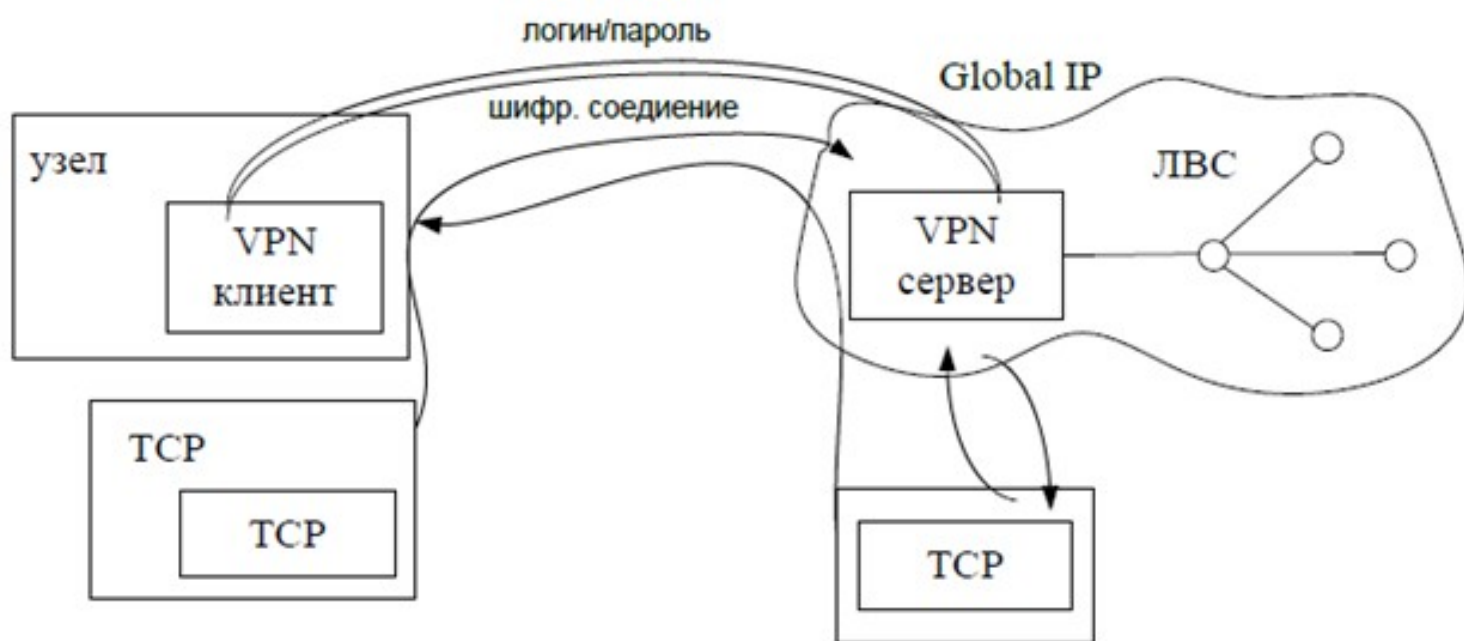 логин/пароль
Global IP
шифр. соедиение
узел
ЛВС
VPN
клиент
VPN
сервер
TCP
TCP
TCP